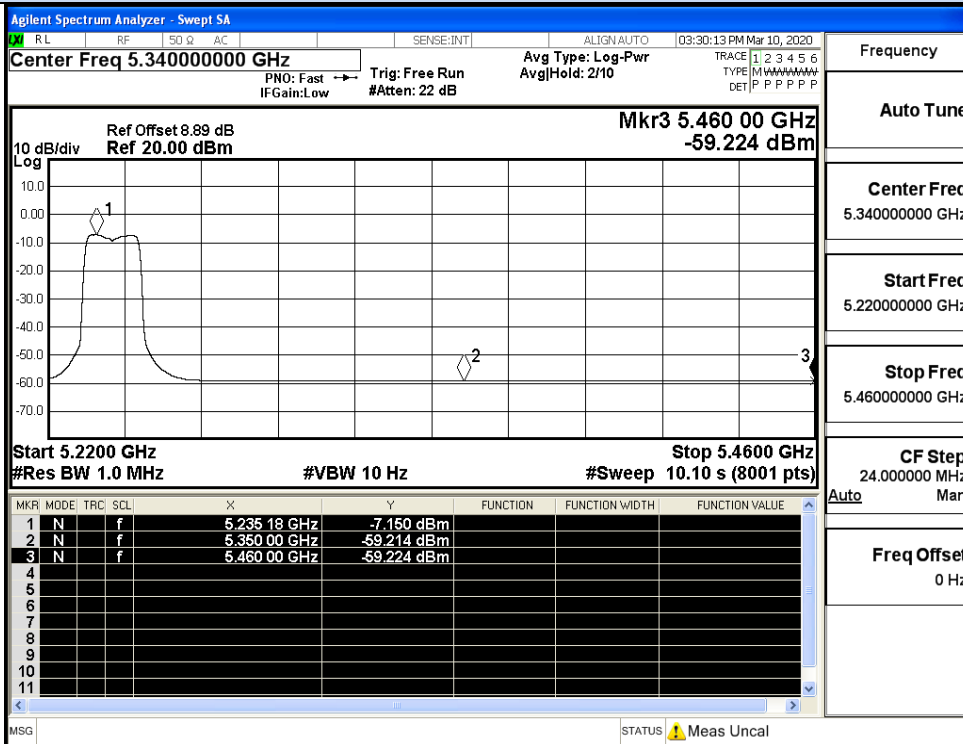 Agilent Spectrum Analyzer - Swept SA
LXI RL RF 50 Ω AC SENSE:INT ALIGN AUTO 03:30:13 PM Mar 10, 2020
Center Freq 5.340000000 GHz
PNO: Fast
IFGain:Low
Trig: Free Run
#Atten: 22 dB
Avg Type: Log-Pwr
Avg|Hold: 2/10
TRACE 1 2 3 4 5 6
TYPE M W W W W W
DET P P P P P P
Mkr3 5.460 00 GHz
-59.224 dBm
Ref Offset 8.89 dB
10 dB/div Ref 20.00 dBm
Log
10.0
0.00
-10.0
-20.0
-30.0
-40.0
-50.0
-60.0
-70.0
1
2
3
Start 5.2200 GHz Stop 5.4600 GHz
#Res BW 1.0 MHz #VBW 10 Hz #Sweep 10.10 s (8001 pts)
MKR MODE TRC SCL X Y FUNCTION FUNCTION WIDTH FUNCTION VALUE
1 N f 5.235 18 GHz -7.150 dBm
2 N f 5.350 00 GHz -59.214 dBm
3 N f 5.460 00 GHz -59.224 dBm
4
5
6
7
8
9
10
11
MSG STATUS Meas Uncal
Frequency
Auto Tune
Center Freq
5.340000000 GHz
Start Freq
5.220000000 GHz
Stop Freq
5.460000000 GHz
CF Step
24.000000 MHz
Auto Man
Freq Offset
0 Hz